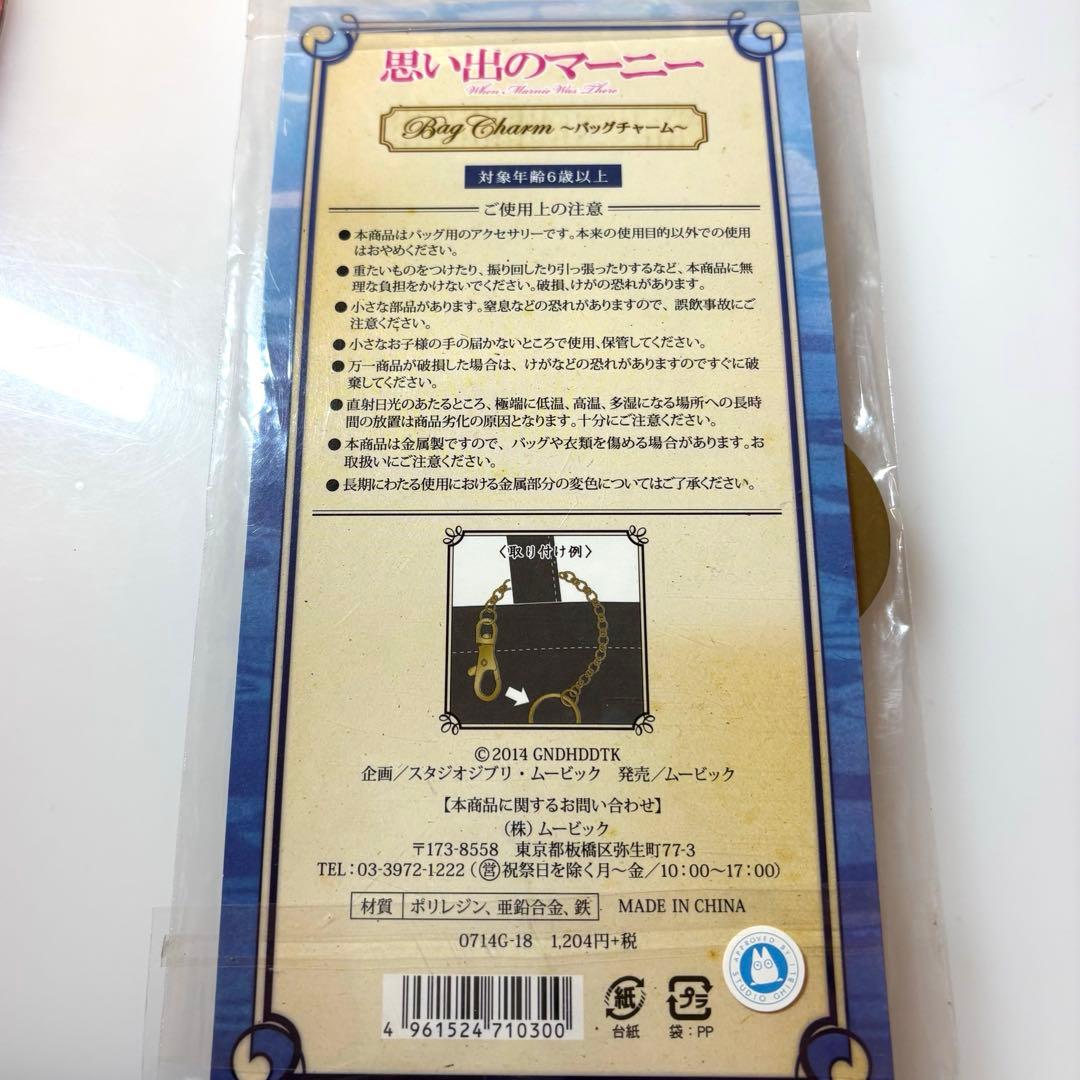 思い出のマーニー
When Marnie Was There
Bag Charm ～バッグチャーム～
対象年齢6歳以上
ご使用上の注意
●本商品はバッグ用のアクセサリーです。本来の使用目的以外での使用
はおやめください。
●重たいものをつけたり、振り回したり引っ張ったりするなど、本商品に無
理な負担をかけないでください。破損、けがの恐れがあります。
●小さな部品があります。窒息などの恐れがありますので、誤飲事故にご
注意ください。
●小さなお子様の手の届かないところで使用、保管してください。
●万一商品が破損した場合は、けがなどの恐れがありますのですぐに破
棄してください。
●直射日光のあたるところ、極端に低温、高温、多湿になる場所への長時
間の放置は商品劣化の原因となります。十分にご注意ください。
●本商品は金属製ですので、バッグや衣類を傷める場合があります。お
取扱いにご注意ください。
●長期にわたる使用における金属部分の変色についてはご了承ください。
〈取り付け例〉
©2014 GNDHDDTK
企画／スタジオジブリ・ムービック 発売／ムービック
【本商品に関するお問い合わせ】
（株）ムービック
〒173-8558 東京都板橋区弥生町77-3
TEL：03-3972-1222（営祝祭日を除く月～金／10：00～17：00）
材質 ポリレジン、亜鉛合金、鉄 MADE IN CHINA
0714G-18 1,204円+税
APPROVED BY STUDIO GHIBLI
4 961524 710300
紙 プラ
台紙 袋：PP